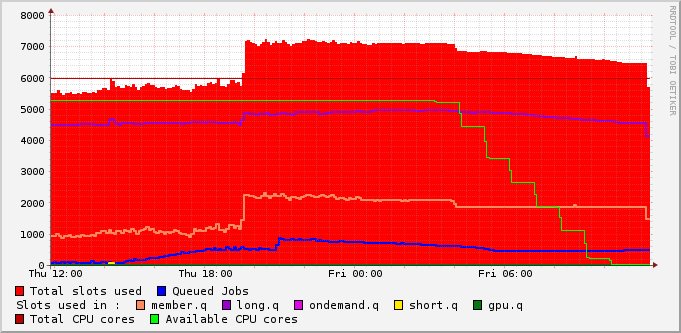 8000
7000
6000
5000
4000
3000
2000
1000
0
Thu 12:00 Thu 18:00 Fri 00:00 Fri 06:00
RRDTOOL / TOBI OETIKER
Total slots used Queued Jobs
Slots used in : member.q long.q ondemand.q short.q gpu.q
Total CPU cores Available CPU cores